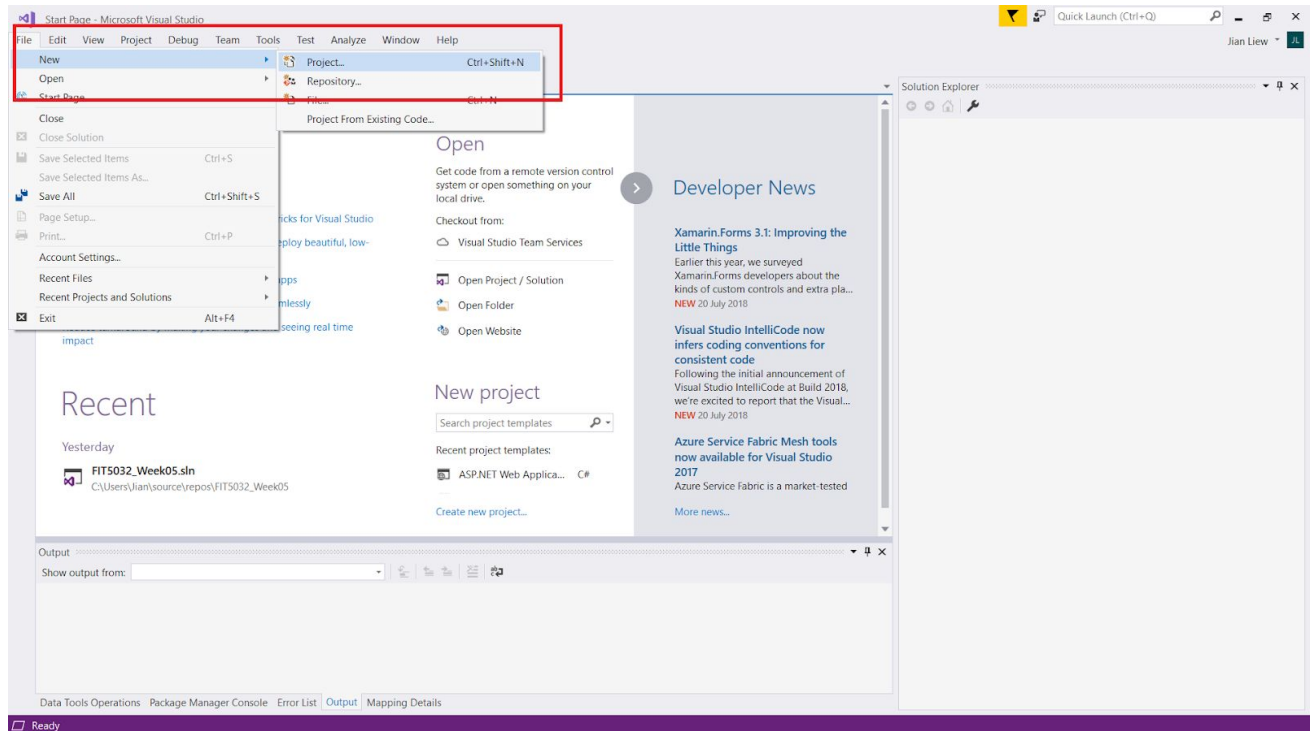 Start Page - Microsoft Visual Studio
Quick Launch (Ctrl+Q)
File Edit View Project Debug Team Tools Test Analyze Window Help
Jian Liew JL
New
Open
Start Page
Close
Close Solution
Save Selected Items Ctrl+S
Save Selected Items As...
Save All Ctrl+Shift+S
Page Setup...
Print... Ctrl+P
Account Settings...
Recent Files
Recent Projects and Solutions
Exit Alt+F4
Project... Ctrl+Shift+N
Repository...
File... Ctrl+N
Project From Existing Code...
icks for Visual Studio
eploy beautiful, low-
apps
mlessly
seeing real time
impact
Recent
Yesterday
FIT5032_Week05.sln
C:\Users\Jian\source\repos\FIT5032_Week05
Open
Get code from a remote version control
system or open something on your
local drive.
Checkout from:
Visual Studio Team Services
Open Project / Solution
Open Folder
Open Website
New project
Search project templates
Recent project templates:
ASP.NET Web Applica... C#
Create new project...
Developer News
Xamarin.Forms 3.1: Improving the
Little Things
Earlier this year, we surveyed
Xamarin.Forms developers about the
kinds of custom controls and extra pla...
NEW 20 July 2018
Visual Studio IntelliCode now
infers coding conventions for
consistent code
Following the initial announcement of
Visual Studio IntelliCode at Build 2018,
we're excited to report that the Visual...
NEW 20 July 2018
Azure Service Fabric Mesh tools
now available for Visual Studio
2017
Azure Service Fabric is a market-tested
More news...
Solution Explorer
Output
Show output from:
Data Tools Operations Package Manager Console Error List Output Mapping Details
Ready